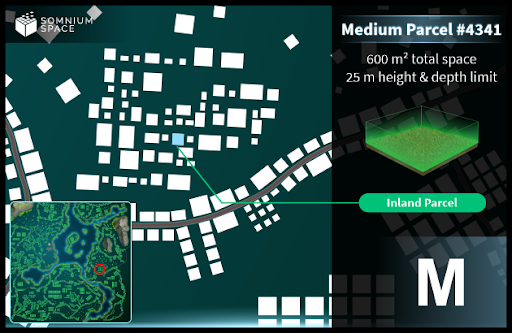 SOMNIUM
SPACE
Medium Parcel #4341
600 m² total space
25 m height & depth limit
Inland Parcel
M